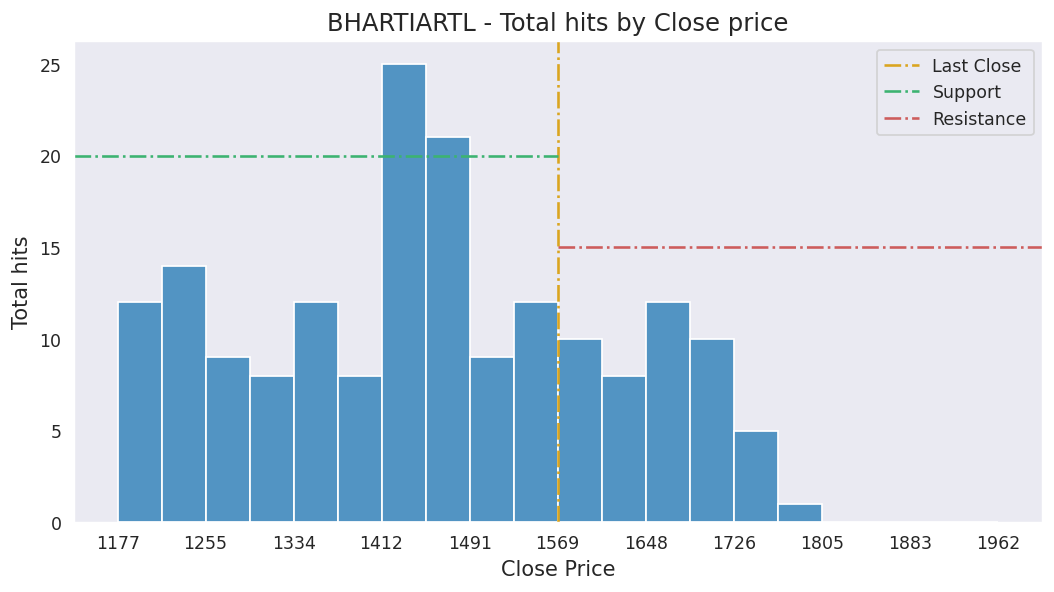 BHARTIARTL - Total hits by Close price
Last Close
Support
Resistance
Total hits
25
20
15
10
5
0
1177 1255 1334 1412 1491 1569 1648 1726 1805 1883 1962
Close Price